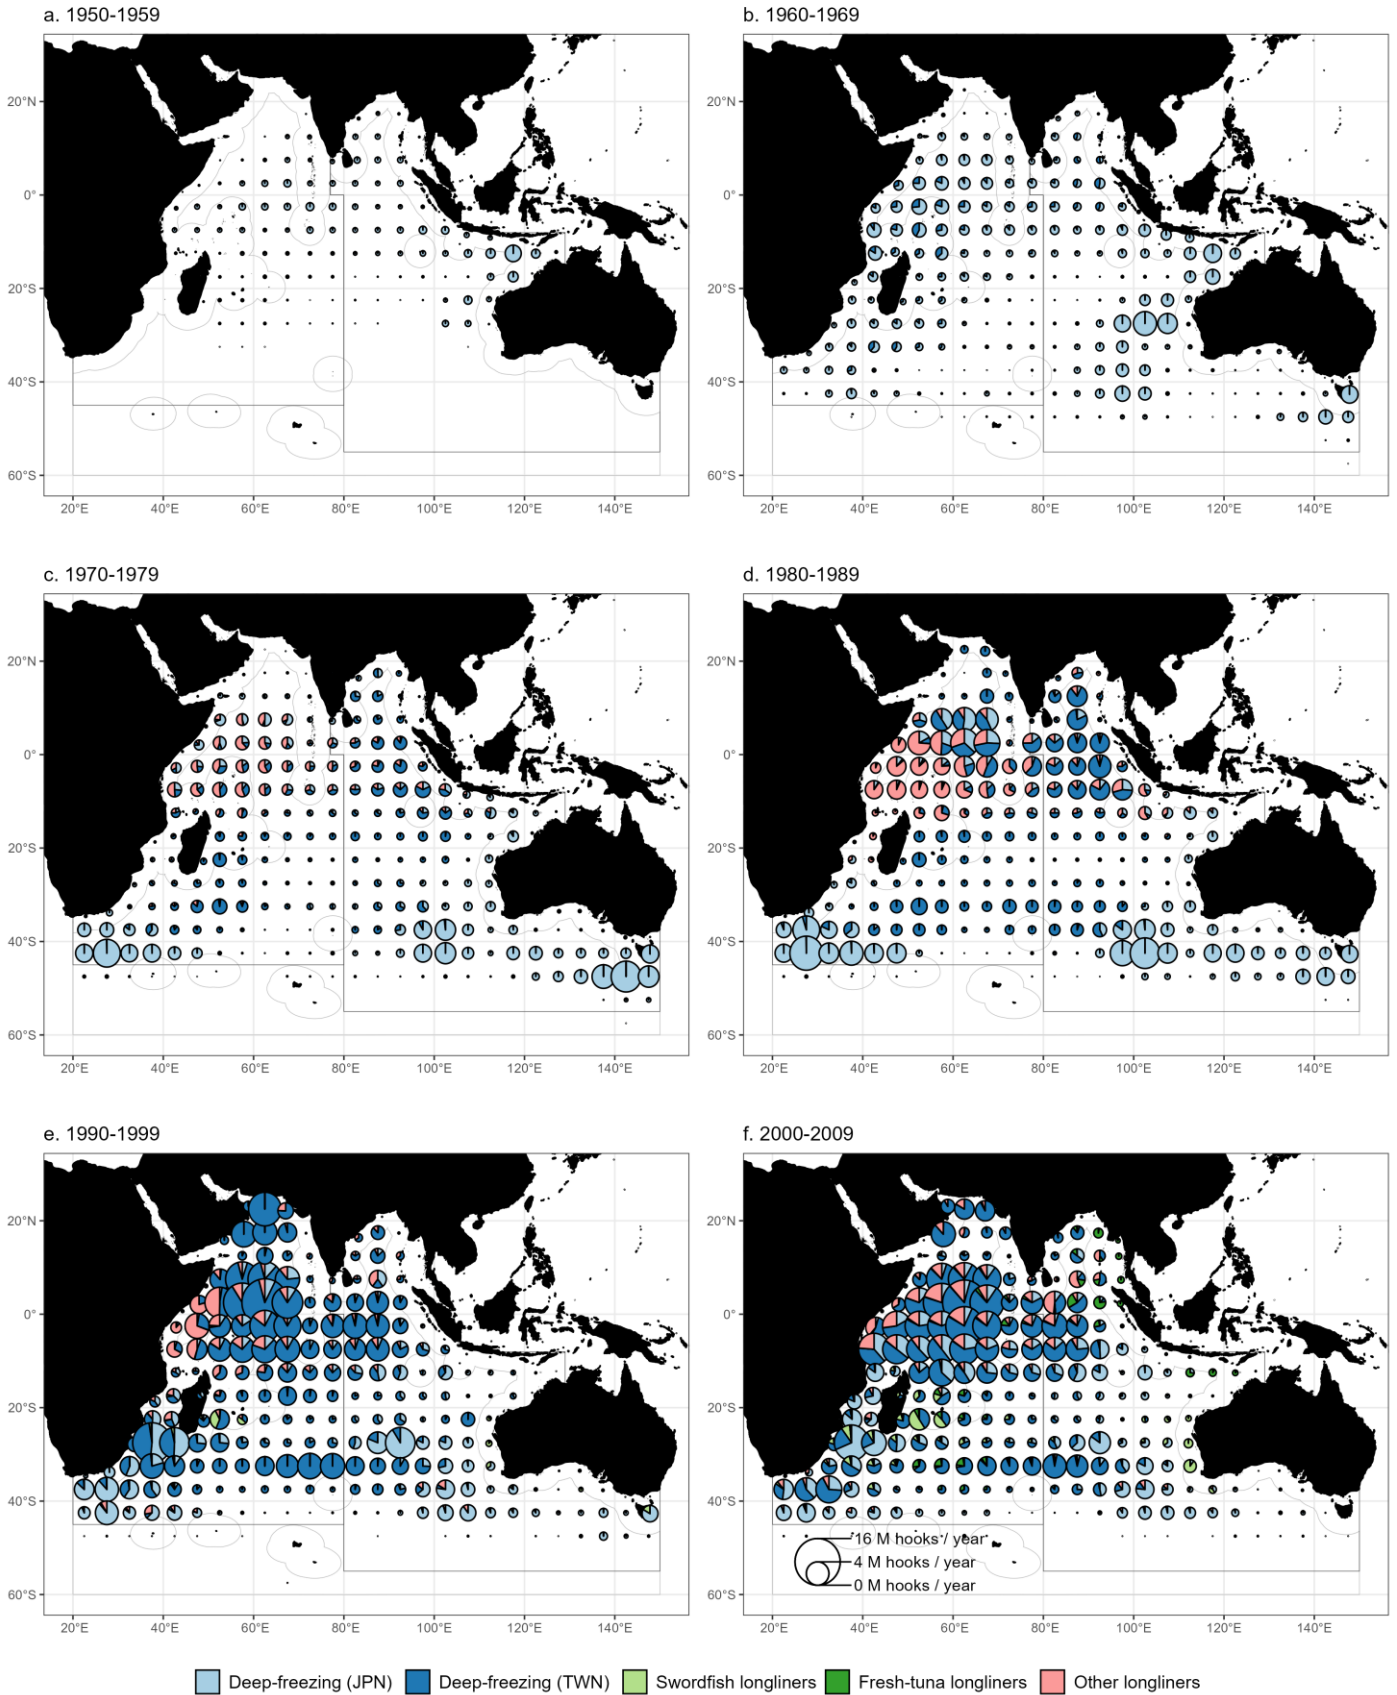 a. 1950-1959
b. 1960-1969
20°N
0°
20°S
40°S
60°S
20°E 40°E 60°E 80°E 100°E 120°E 140°E
20°N
0°
20°S
40°S
60°S
20°E 40°E 60°E 80°E 100°E 120°E 140°E
c. 1970-1979
d. 1980-1989
20°N
0°
20°S
40°S
60°S
20°E 40°E 60°E 80°E 100°E 120°E 140°E
20°N
0°
20°S
40°S
60°S
20°E 40°E 60°E 80°E 100°E 120°E 140°E
e. 1990-1999
f. 2000-2009
20°N
0°
20°S
40°S
60°S
20°E 40°E 60°E 80°E 100°E 120°E 140°E
20°N
0°
20°S
40°S
60°S
16 M hooks / year
4 M hooks / year
0 M hooks / year
20°E 40°E 60°E 80°E 100°E 120°E 140°E
Deep-freezing (JPN) Deep-freezing (TWN) Swordfish longliners Fresh-tuna longliners Other longliners